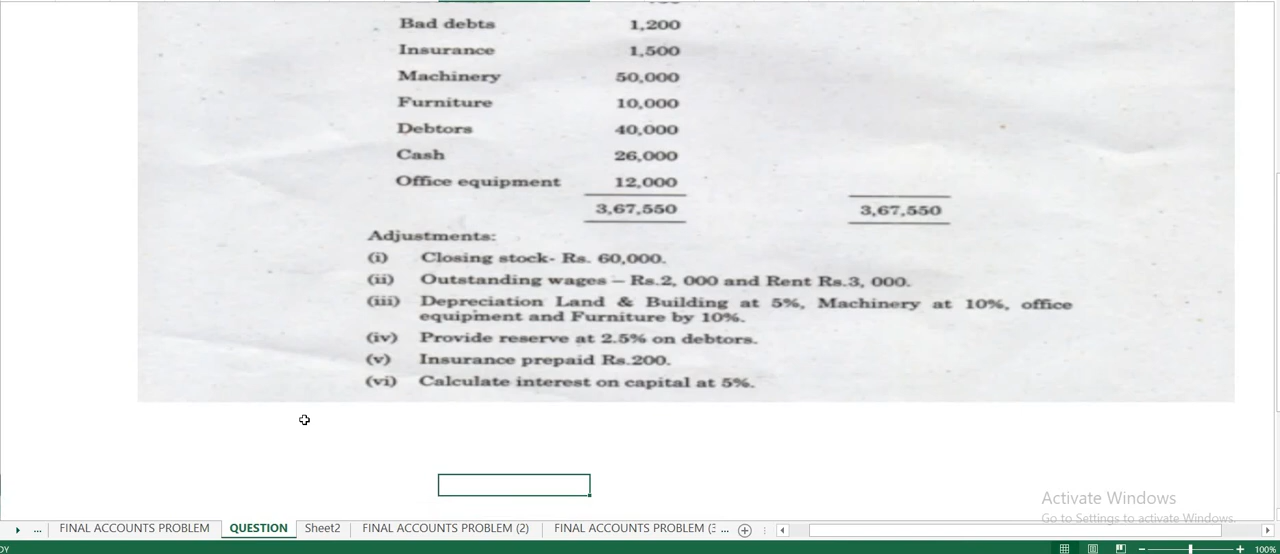 Bad debts 1,200
Insurance 1,500
Machinery 50,000
Furniture 10,000
Debtors 40,000
Cash 26,000
Office equipment 12,000
3,67,550 3,67,550
Adjustments:
(i) Closing stock- Rs. 60,000.
(ii) Outstanding wages – Rs.2, 000 and Rent Rs.3, 000.
(iii) Depreciation Land & Building at 5%, Machinery at 10%, office
equipment and Furniture by 10%.
(iv) Provide reserve at 2.5% on debtors.
(v) Insurance prepaid Rs.200.
(vi) Calculate interest on capital at 5%.
Activate Windows
Go to Settings to activate Windows.
... FINAL ACCOUNTS PROBLEM QUESTION Sheet2 FINAL ACCOUNTS PROBLEM (2) FINAL ACCOUNTS PROBLEM (3 ...
100%